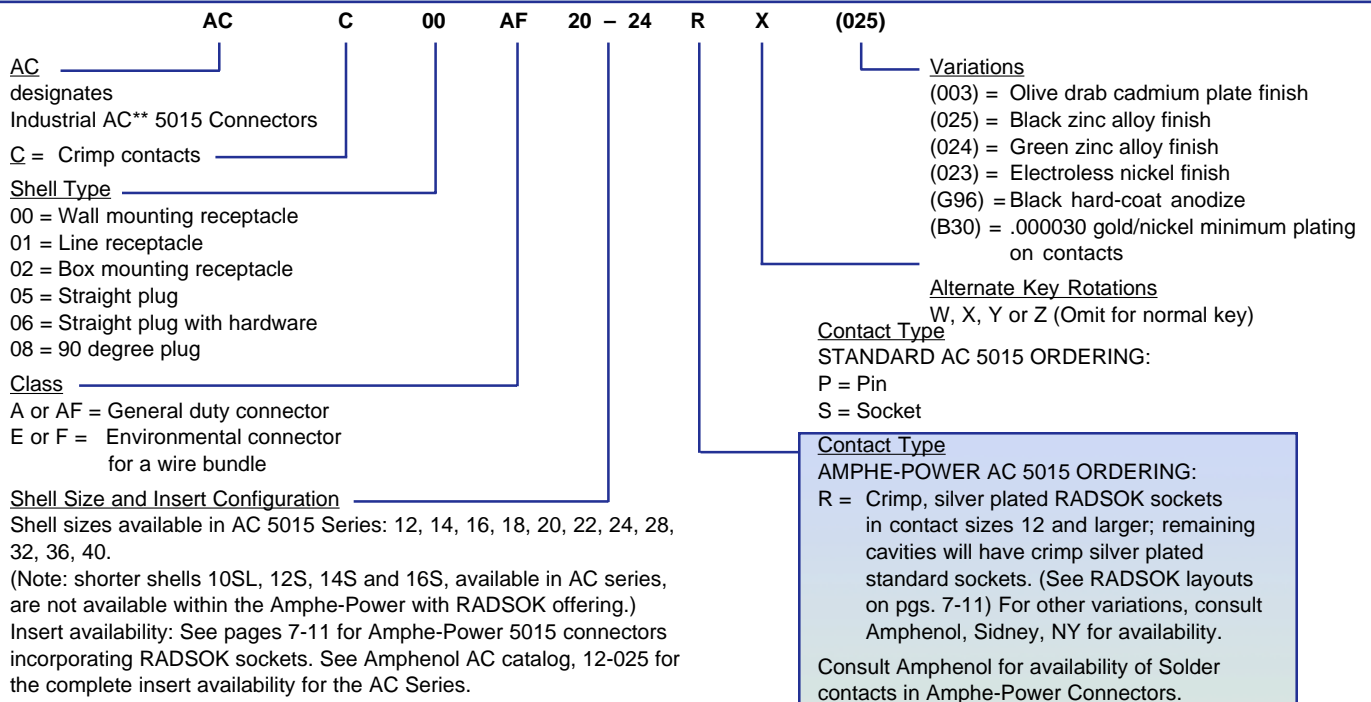 AC C 00 AF 20 – 24 R X (025)
AC
designates
Industrial AC** 5015 Connectors
C = Crimp contacts
Shell Type
00 = Wall mounting receptacle
01 = Line receptacle
02 = Box mounting receptacle
05 = Straight plug
06 = Straight plug with hardware
08 = 90 degree plug
Class
A or AF = General duty connector
E or F = Environmental connector
for a wire bundle
Shell Size and Insert Configuration
Shell sizes available in AC 5015 Series: 12, 14, 16, 18, 20, 22, 24, 28,
32, 36, 40.
(Note: shorter shells 10SL, 12S, 14S and 16S, available in AC series,
are not available within the Amphe-Power with RADSOK offering.)
Insert availability: See pages 7-11 for Amphe-Power 5015 connectors
incorporating RADSOK sockets. See Amphenol AC catalog, 12-025 for
the complete insert availability for the AC Series.
Variations
(003) = Olive drab cadmium plate finish
(025) = Black zinc alloy finish
(024) = Green zinc alloy finish
(023) = Electroless nickel finish
(G96) = Black hard-coat anodize
(B30) = .000030 gold/nickel minimum plating
on contacts
Alternate Key Rotations
W, X, Y or Z (Omit for normal key)
Contact Type
STANDARD AC 5015 ORDERING:
P = Pin
S = Socket
Contact Type
AMPHE-POWER AC 5015 ORDERING:
R = Crimp, silver plated RADSOK sockets
in contact sizes 12 and larger; remaining
cavities will have crimp silver plated
standard sockets. (See RADSOK layouts
on pgs. 7-11) For other variations, consult
Amphenol, Sidney, NY for availability.
Consult Amphenol for availability of Solder
contacts in Amphe-Power Connectors.